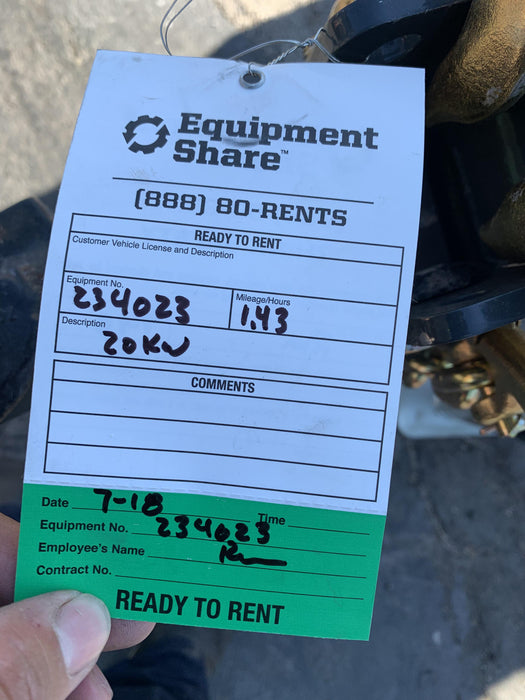 Equipment
Share™
(888) 80-RENTS
READY TO RENT
Customer Vehicle License and Description
Equipment No. Mileage/Hours
234023 1.43
Description
20KW
COMMENTS
Date 7-18 Time
Equipment No. 234023
Employee's Name
Contract No.
READY TO RENT